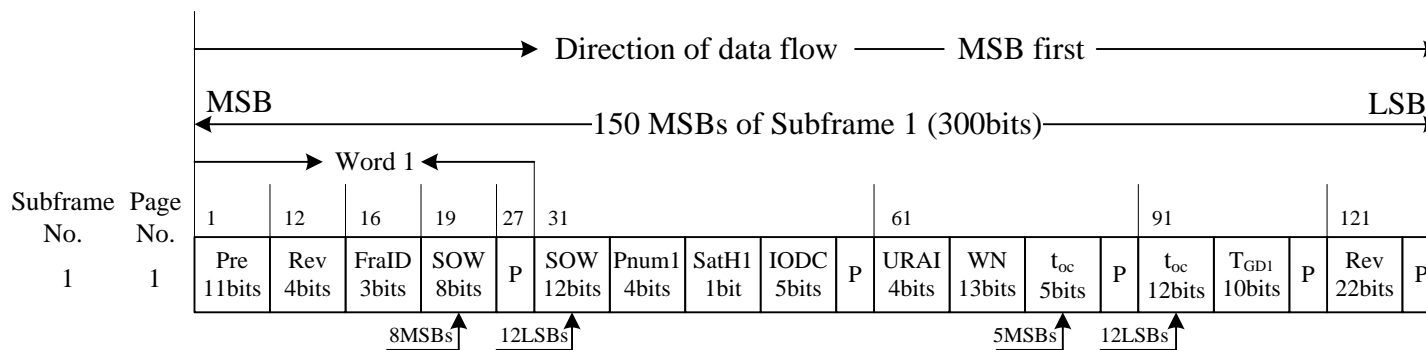 Direction of data flow MSB first
MSB LSB
150 MSBs of Subframe 1 (300bits)
Word 1
Subframe No. Page No. 1 12 16 19 27 31 61 91 121
1 1 Pre 11bits Rev 4bits FraID 3bits SOW 8bits P SOW 12bits Pnum1 4bits SatH1 1bit IODC 5bits P URAI 4bits WN 13bits toc 5bits P toc 12bits TGD1 10bits P Rev 22bits P
8MSBs 12LSBs 5MSBs 12LSBs